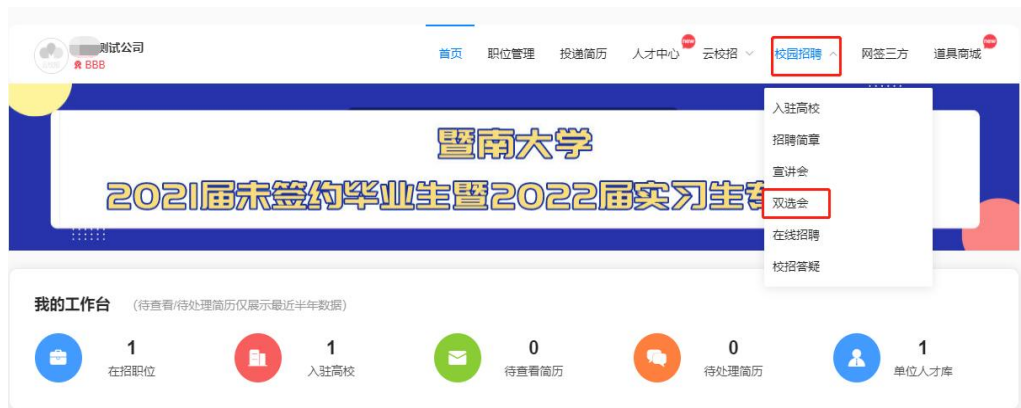 测试公司
BBB
首页 职位管理 投递简历 人才中心 new 云校招 校园招聘 网签三方 道具商城 new
入驻高校
招聘简章
宣讲会
双选会
在线招聘
校招答疑
暨南大学
2021届未签约毕业生暨2022届实习生
我的工作台 （待查看/待处理简历仅展示最近半年数据）
1 1 0 0 1
在招职位 入驻高校 待查看简历 待处理简历 单位人才库